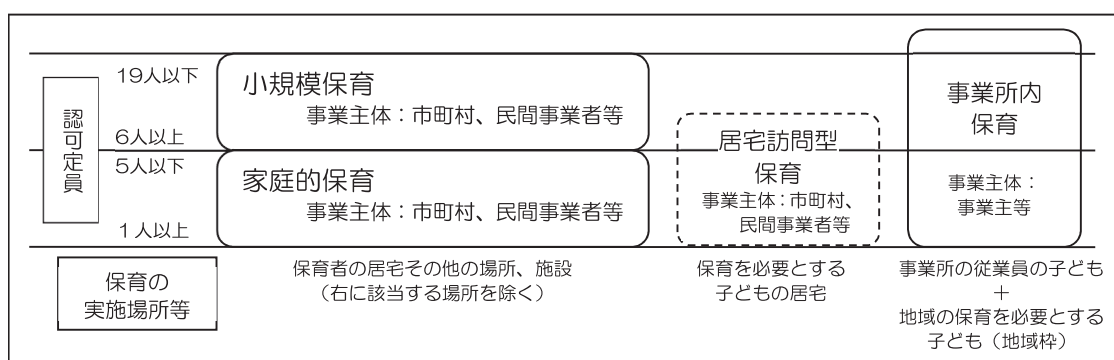 認可定員
19人以下
6人以上
5人以下
1人以上
小規模保育
事業主体：市町村、民間事業者等
家庭的保育
事業主体：市町村、民間事業者等
居宅訪問型
保育
事業主体：市町村、
民間事業者等
事業所内
保育
事業主体：
事業主等
保育の
実施場所等
保育者の居宅その他の場所、施設
（右に該当する場所を除く）
保育を必要とする
子どもの居宅
事業所の従業員の子ども
＋
地域の保育を必要とする
子ども（地域枠）